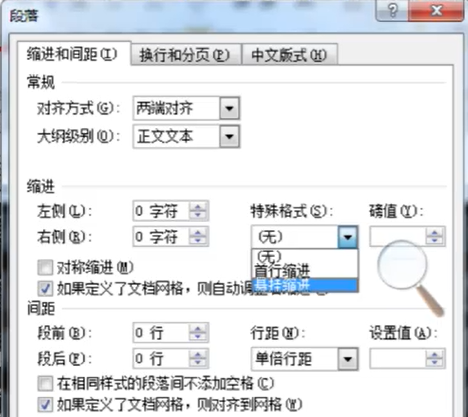 段落
缩进和间距(I) 换行和分页(P) 中文版式(H)
常规
对齐方式(G): 两端对齐
大纲级别(O): 正文文本
缩进
左侧(L): 0 字符 特殊格式(S): 磅值(Y):
右侧(R): 0 字符 (无)
(无)
对称缩进(M) 首行缩进
悬挂缩进
如果定义了文档网格，则自动调整
间距
段前(B): 0 行 行距(N): 设置值(A):
段后(F): 0 行 单倍行距
在相同样式的段落间不添加空格(C)
如果定义了文档网格，则对齐到网格(W)